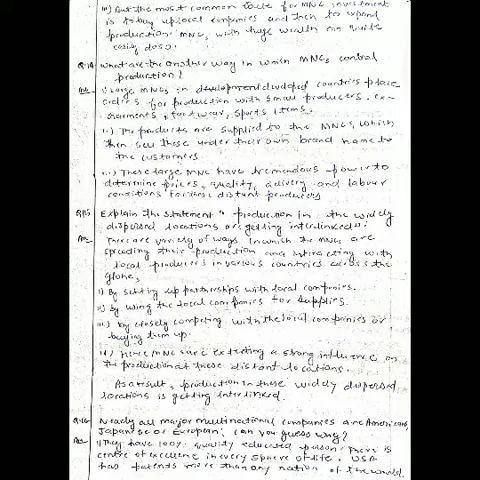 iii) But the most common route for MNC investment
is to buy up local companies and then to expand
production. MNC, with huge wealth can quite
easily do so.
Q.14 What are the another way in which MNCs control
production?
Ans i) Large MNCs in developed countries place
orders for production with small producers. ex-
Garments, footwear, Sports items.
ii) The products are supplied to the MNCs, which
then sell these under their own brand name to
the customers
iii) These large MNC have tremendous power to
determine prices, quality, delivery and labour
conditions for these distant producers
Q.15 Explain the statement "production in the widely
dispersed locations is getting interlinked".
Ans There are variety of ways in which the MNCs are
spreading their production and interacting with
local producers in various countries across the
globe,
i) By setting up partnerships with local companies.
ii) By using the local companies for supplies.
iii) By closely competing with the local companies or
buying them up.
iv) Hence MNCs are exterting a strong influence on
the production at these distant locations.
As a result, production in these widely dispersed
locations is getting interlinked.
Q.16 Nearly all major multinational companies are American,
Japanese or European; can you guess why?
Ans i) They have 100% quality educated person. There is
centre of excellence in every sphere of life. USA
has patents more than any nation of the world.